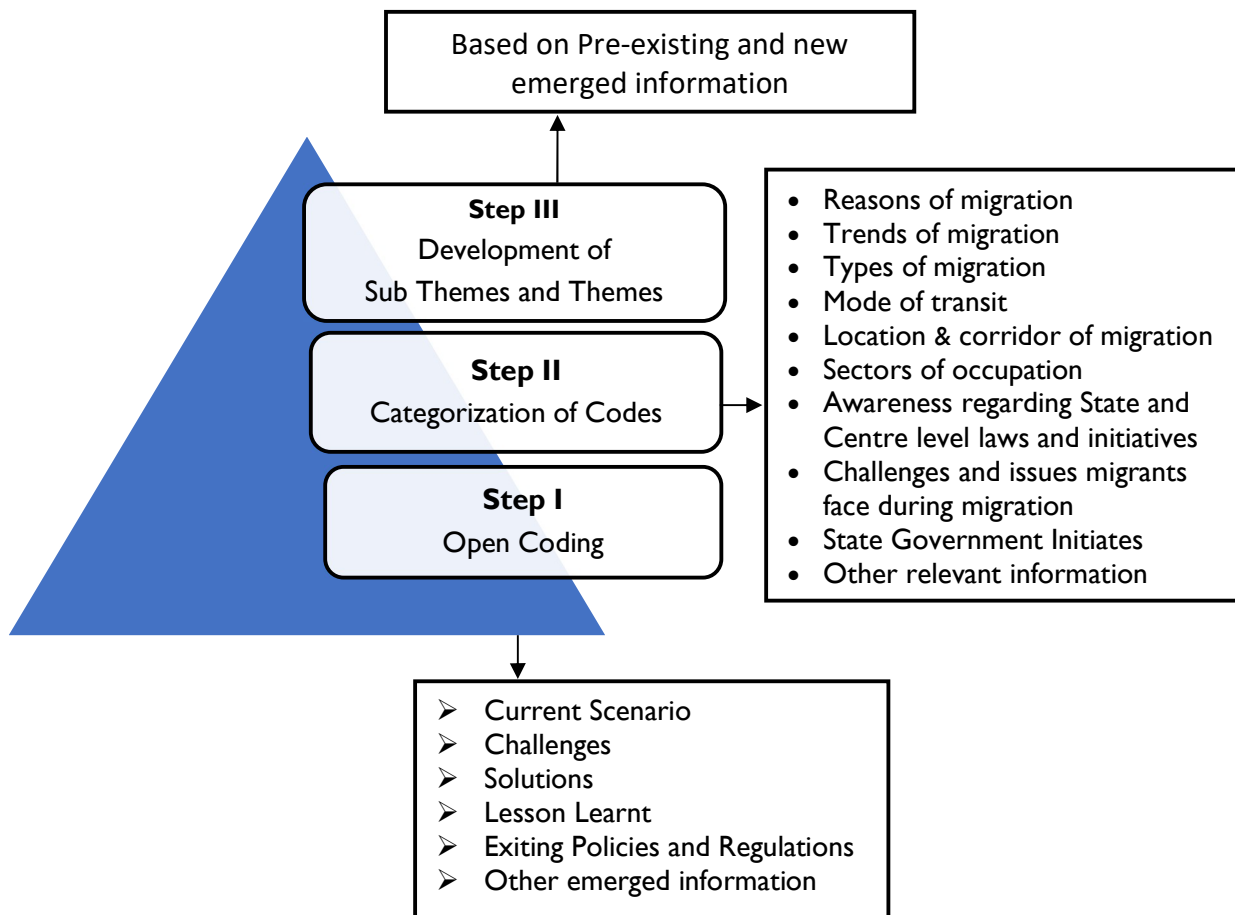 Based on Pre-existing and new
emerged information
Step III
Development of
Sub Themes and Themes
Step II
Categorization of Codes
Step I
Open Coding
• Reasons of migration
• Trends of migration
• Types of migration
• Mode of transit
• Location & corridor of migration
• Sectors of occupation
• Awareness regarding State and
Centre level laws and initiatives
• Challenges and issues migrants
face during migration
• State Government Initiates
• Other relevant information
➢ Current Scenario
➢ Challenges
➢ Solutions
➢ Lesson Learnt
➢ Exiting Policies and Regulations
➢ Other emerged information